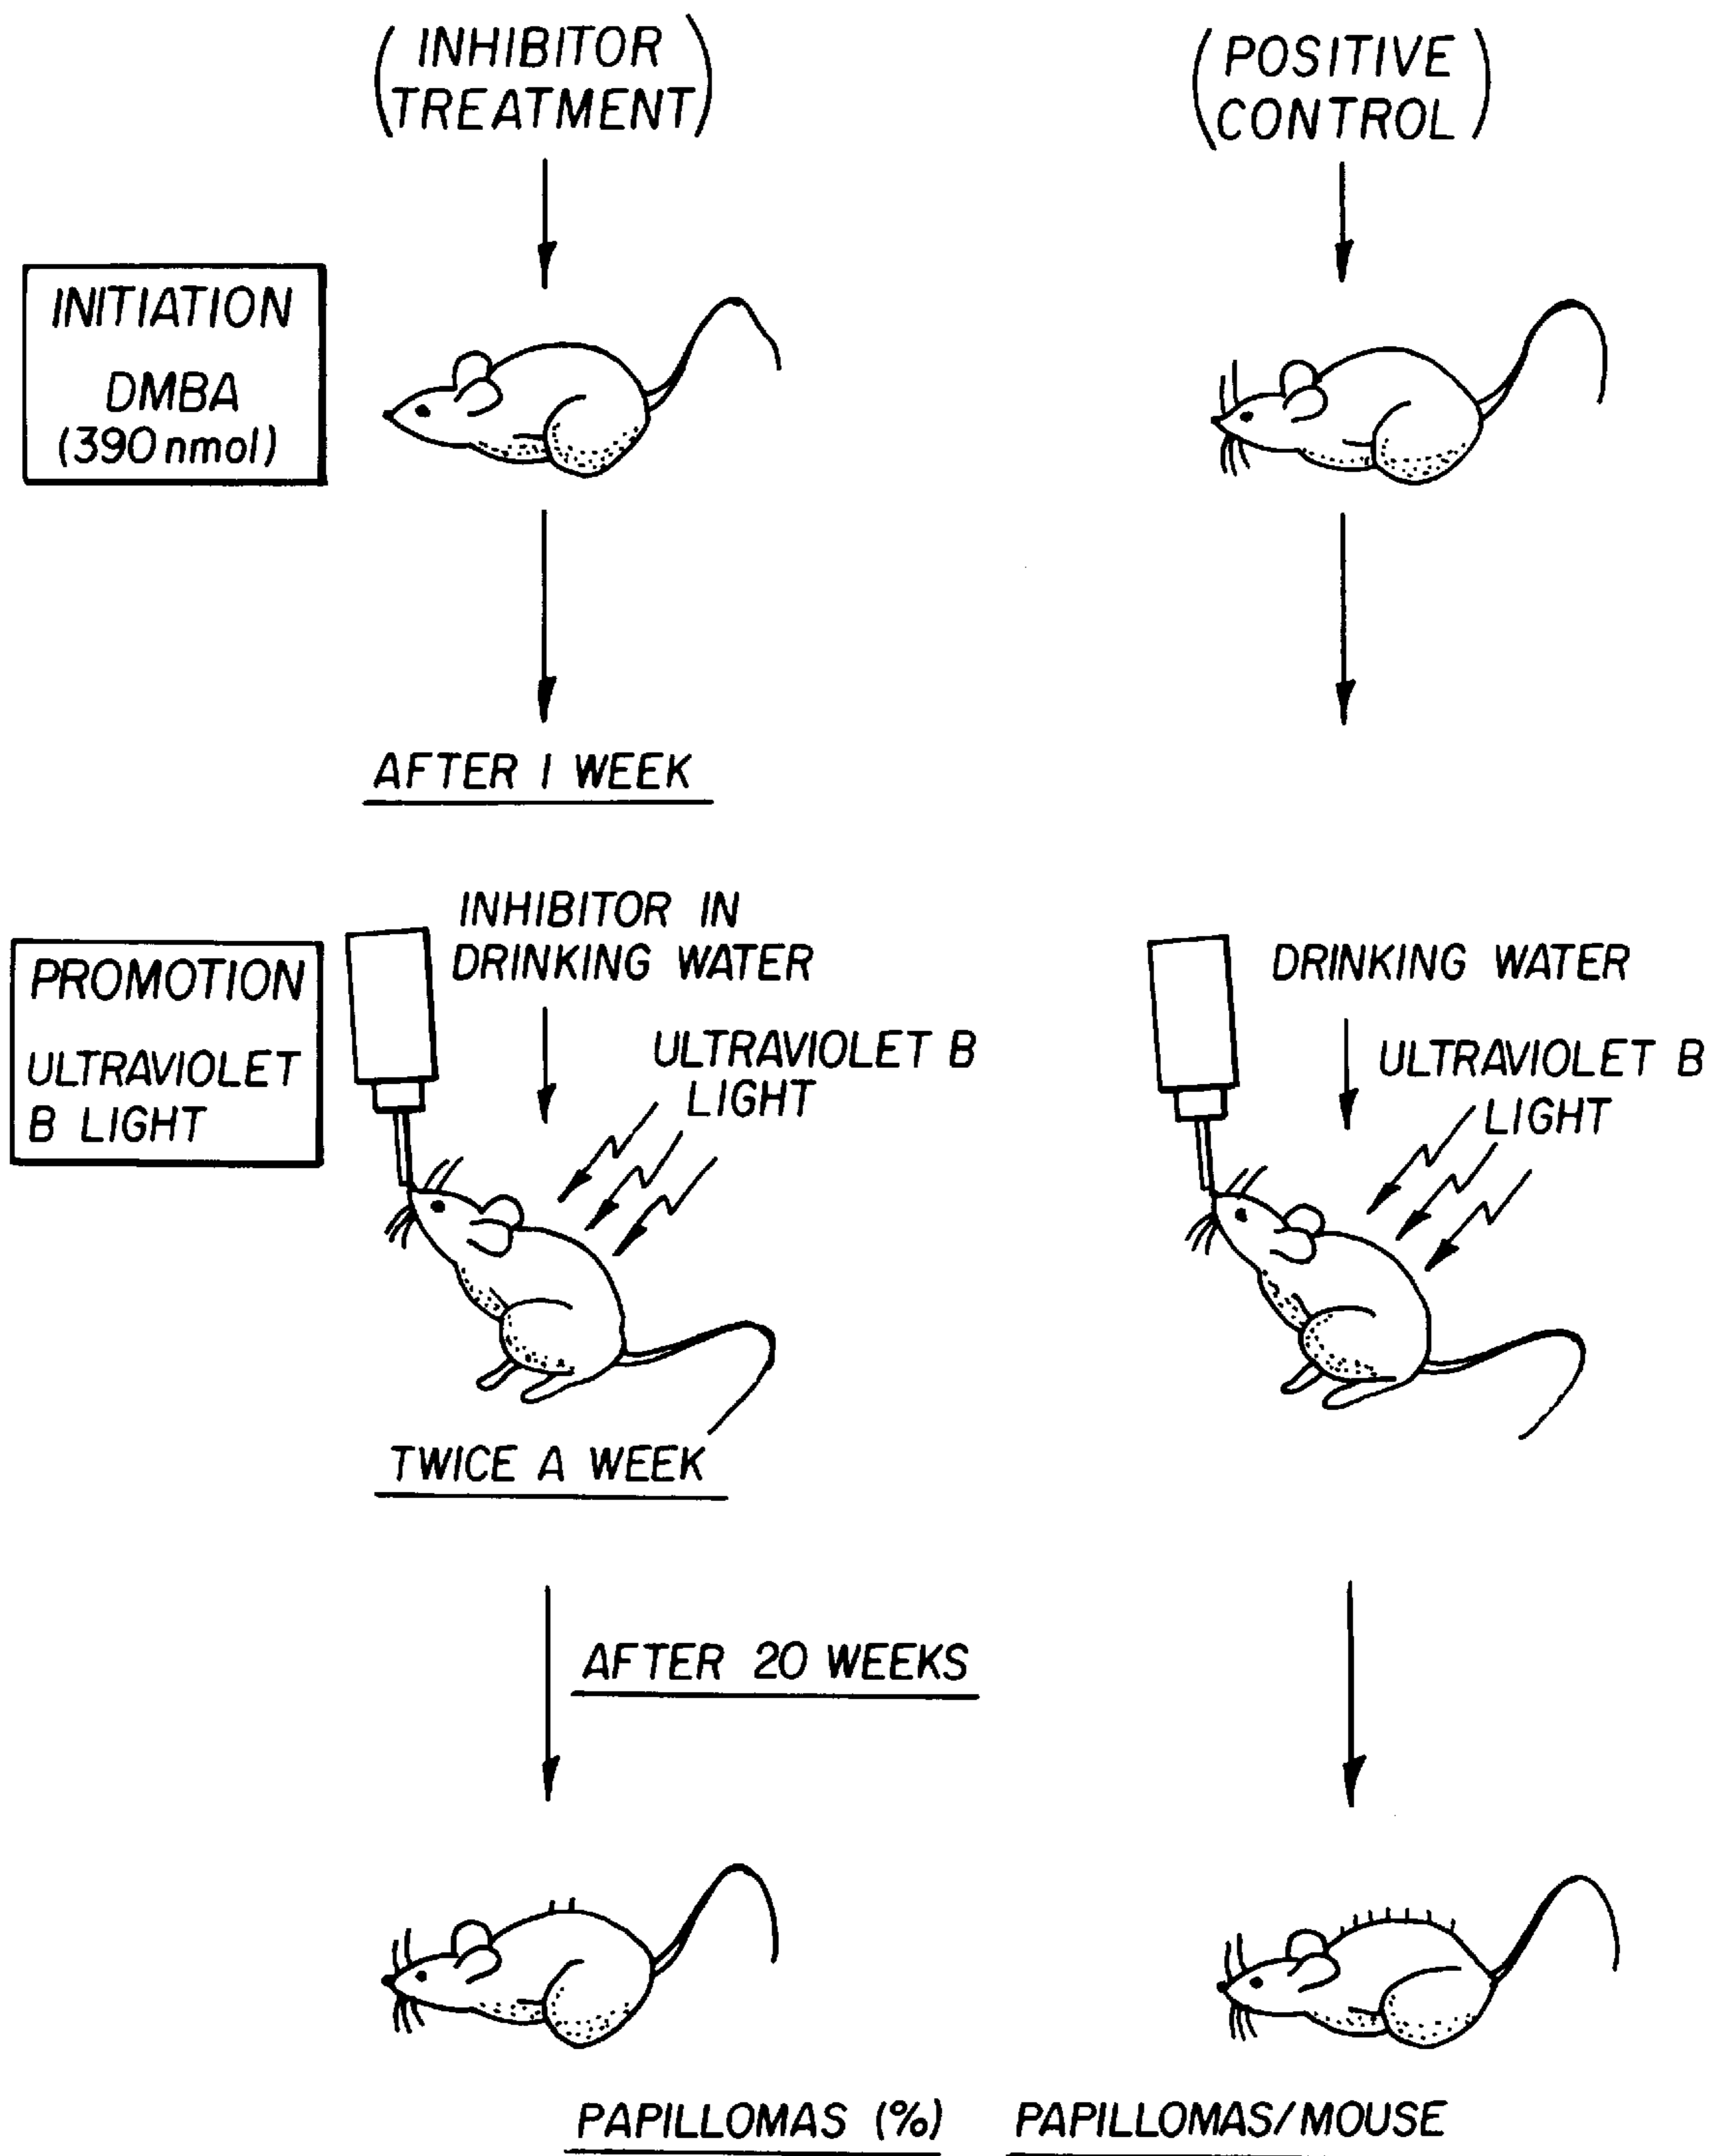 (INHIBITOR
TREATMENT)
(POSITIVE
CONTROL)
INITIATION
DMBA
(390 nmol)
AFTER 1 WEEK
PROMOTION
ULTRAVIOLET
B LIGHT
INHIBITOR IN
DRINKING WATER
ULTRAVIOLET B
LIGHT
DRINKING WATER
ULTRAVIOLET B
LIGHT
TWICE A WEEK
AFTER 20 WEEKS
PAPILLOMAS (%)
PAPILLOMAS/MOUSE